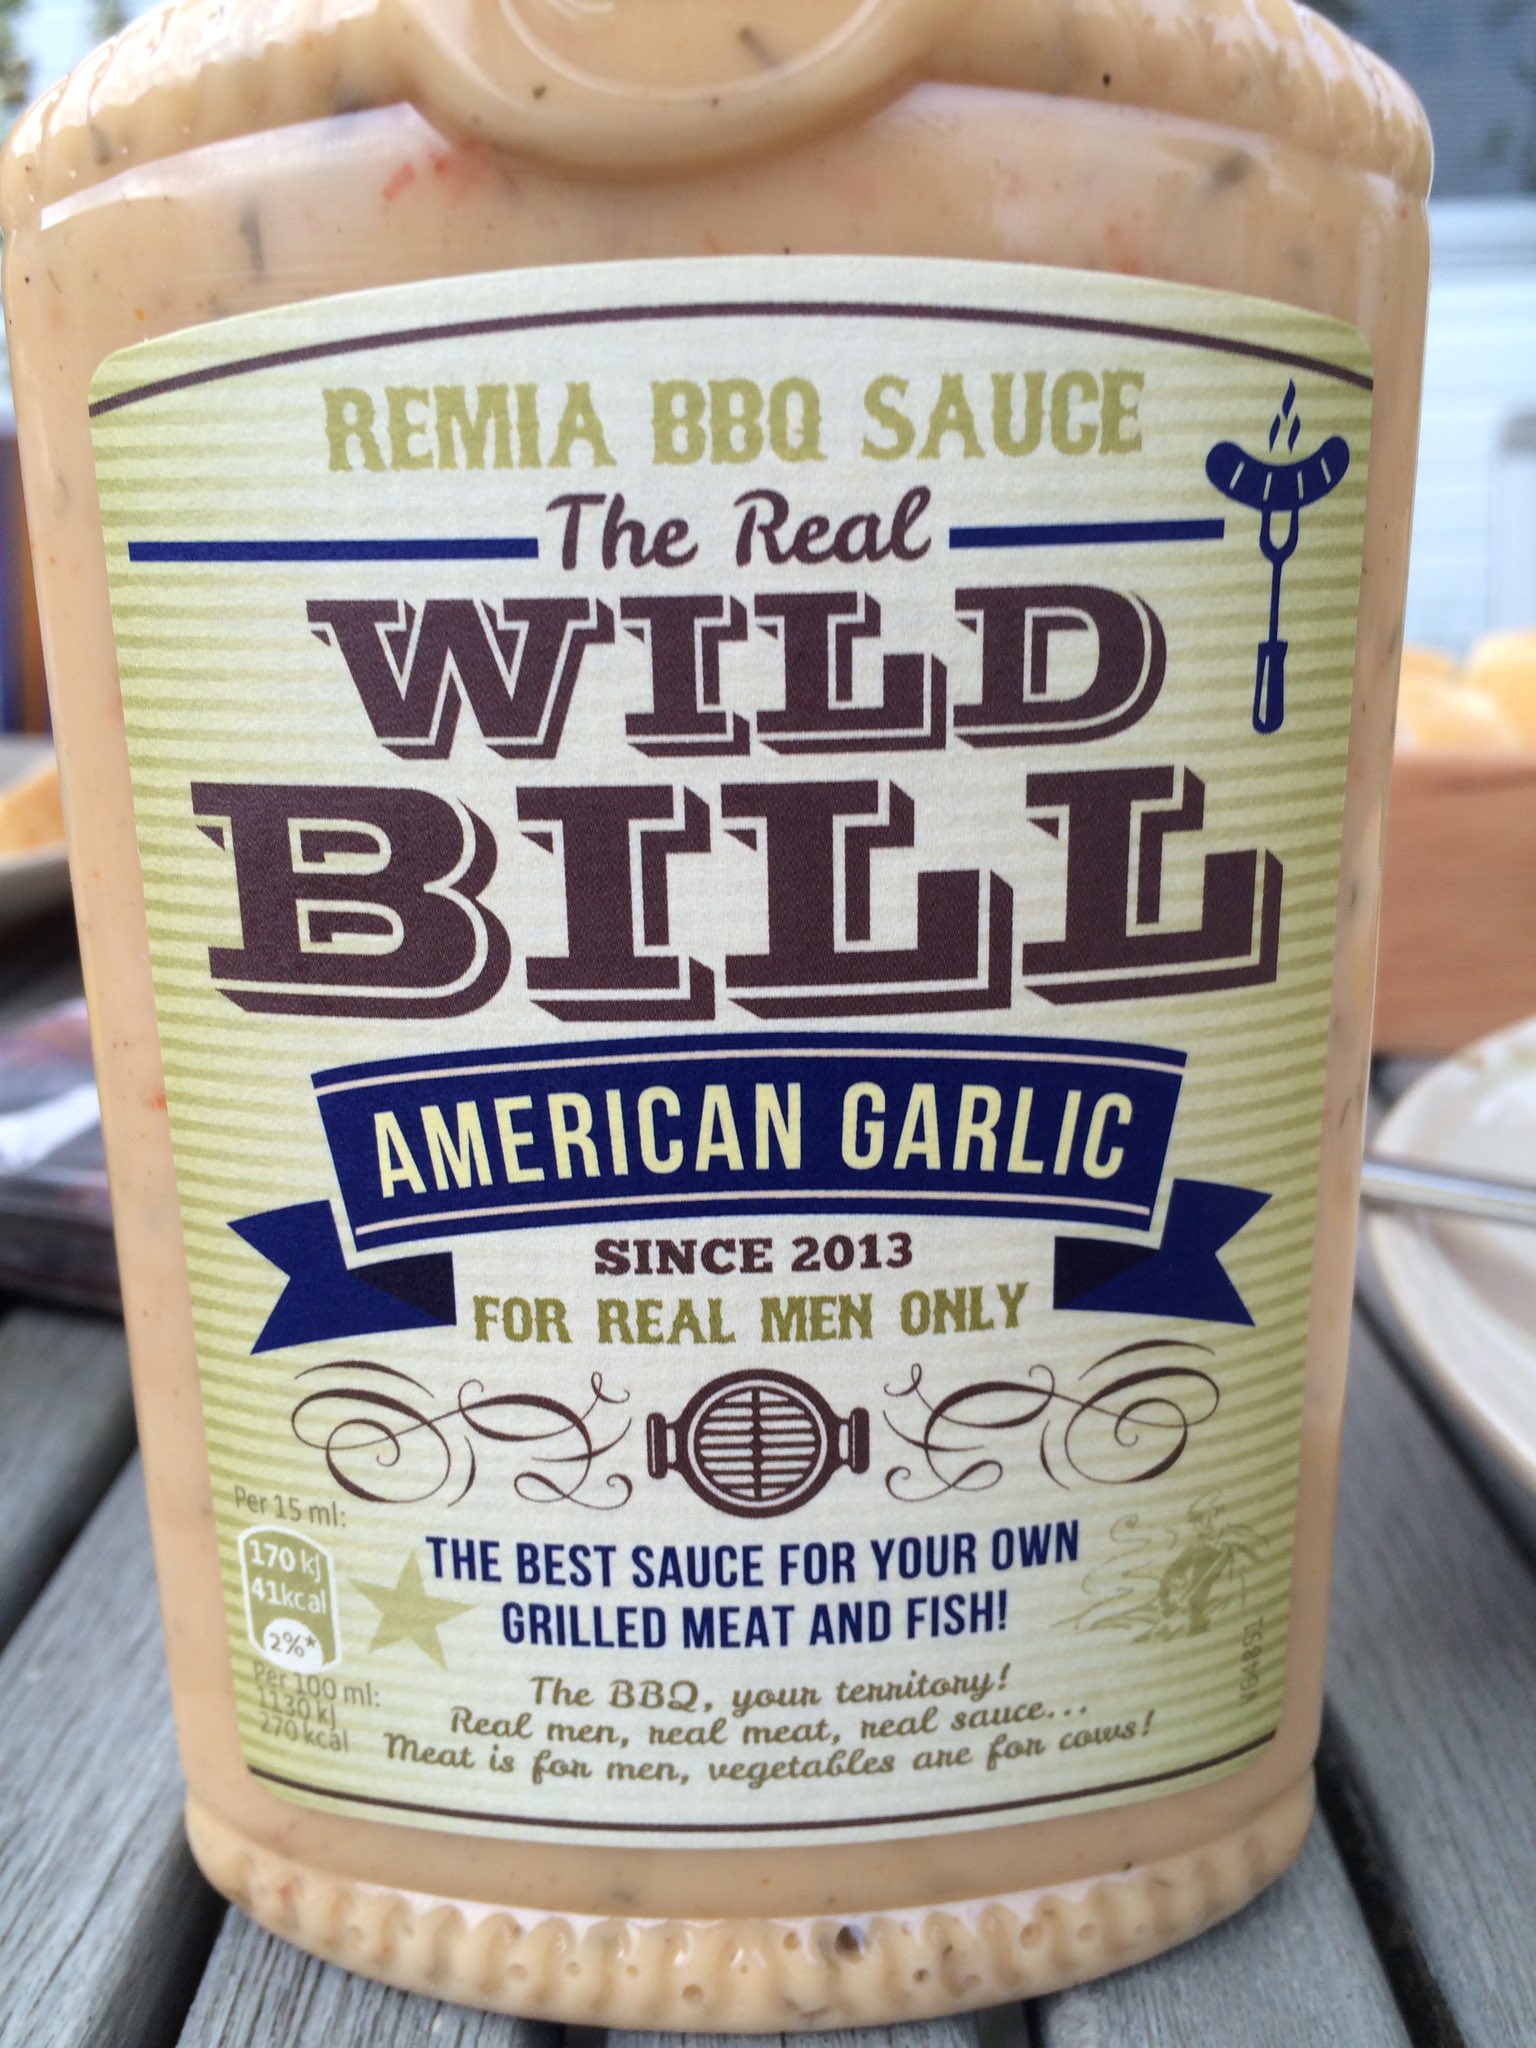 REMIA BBQ SAUCE
The Real
WILD
BILL
AMERICAN GARLIC
SINCE 2013
FOR REAL MEN ONLY
Per 15 ml:
170 kJ
41kcal
2%*
Per 100 ml:
1130 kJ
270 kcal
THE BEST SAUCE FOR YOUR OWN
GRILLED MEAT AND FISH!
The BBQ, your territory!
Real men, real meat, real sauce...
Meat is for men, vegetables are for cows!